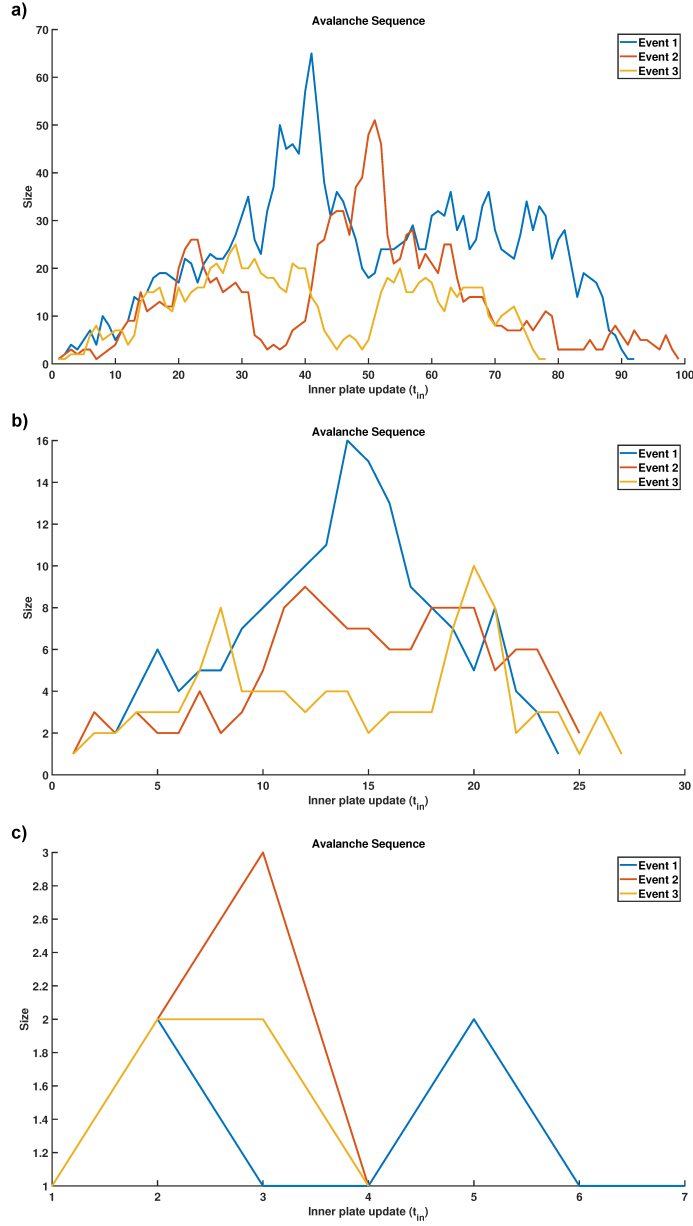 a)
Avalanche Sequence
70
60
50
40
30
20
10
0
Size
Event 1
Event 2
Event 3
0 10 20 30 40 50 60 70 80 90 100
Inner plate update (t_in)
b)
Avalanche Sequence
16
14
12
10
8
6
4
2
0
Size
Event 1
Event 2
Event 3
0 5 10 15 20 25 30
Inner plate update (t_in)
c)
Avalanche Sequence
3
2.8
2.6
2.4
2.2
2
1.8
1.6
1.4
1.2
1
Size
Event 1
Event 2
Event 3
1 2 3 4 5 6 7
Inner plate update (t_in)